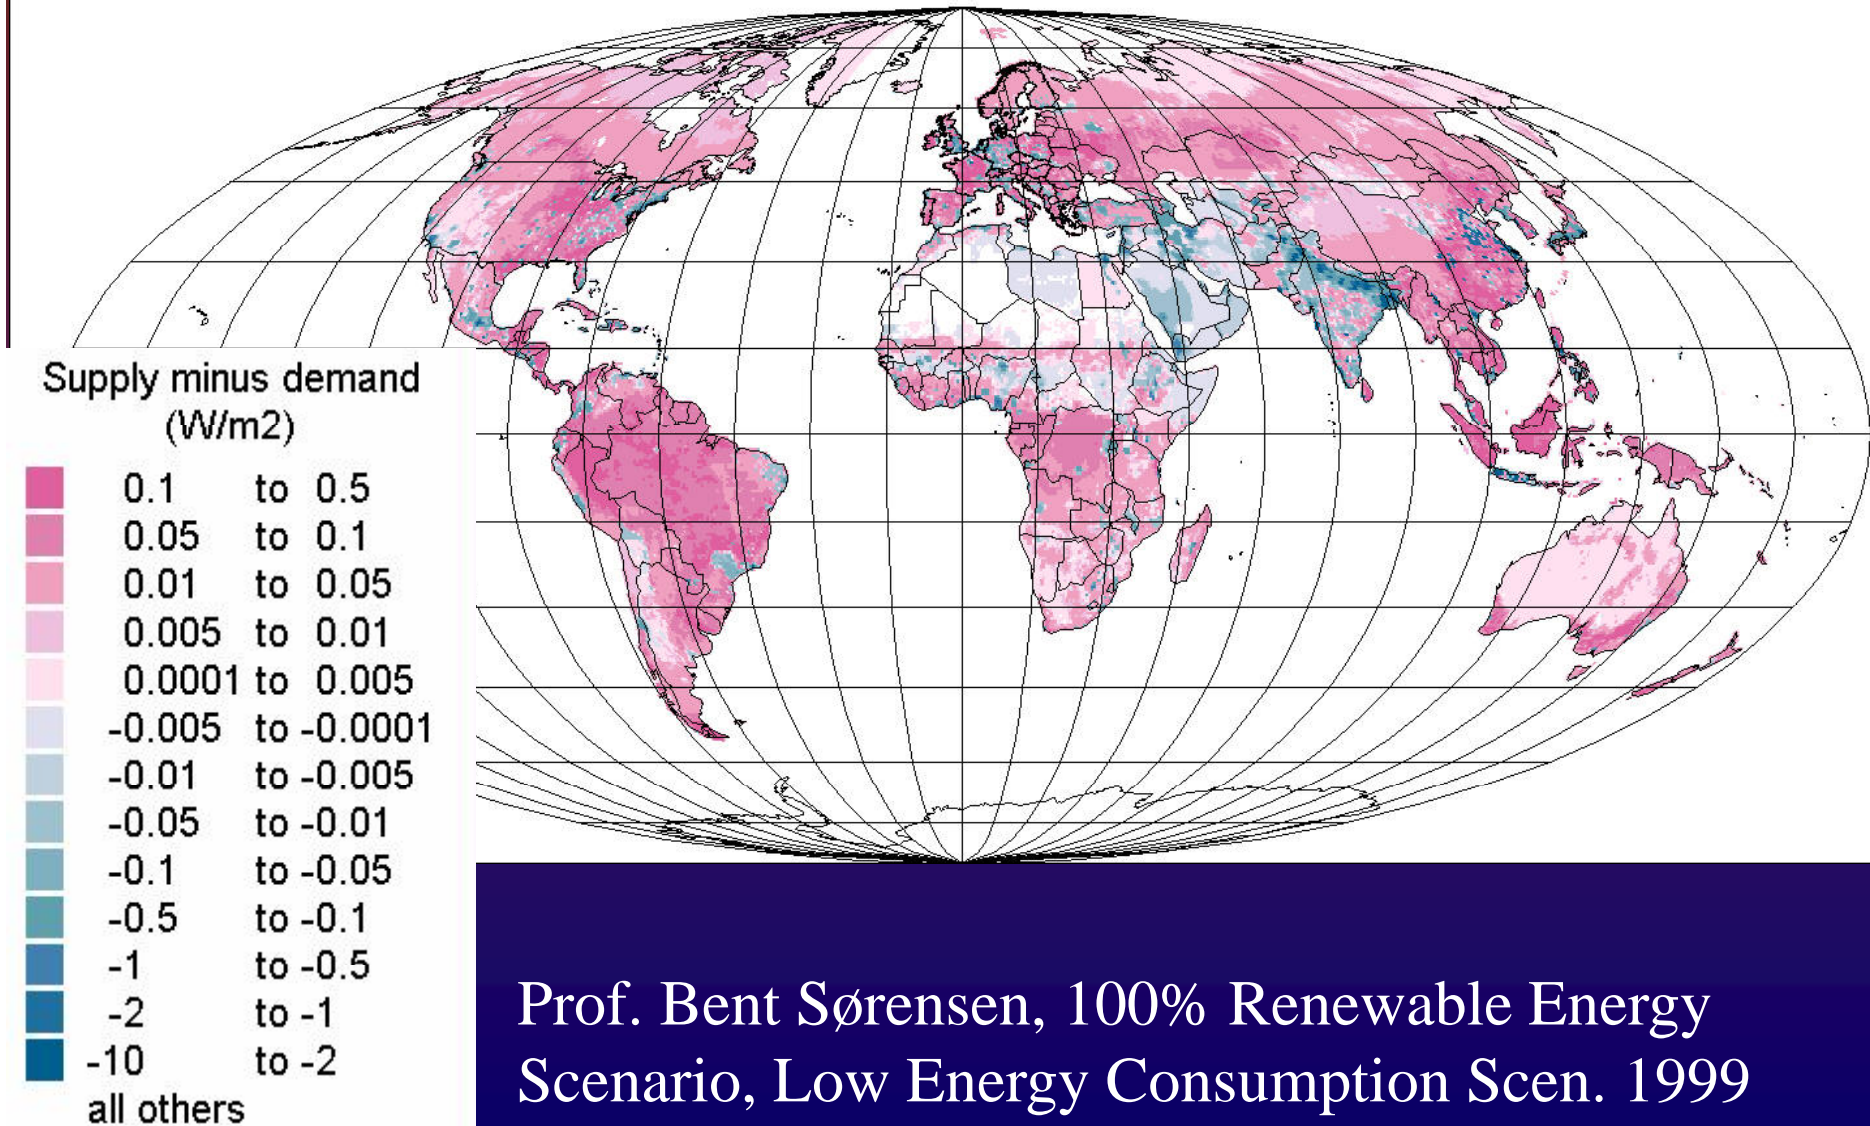 Supply minus demand
(W/m2)
0.1 to 0.5
0.05 to 0.1
0.01 to 0.05
0.005 to 0.01
0.0001 to 0.005
-0.005 to -0.0001
-0.01 to -0.005
-0.05 to -0.01
-0.1 to -0.05
-0.5 to -0.1
-1 to -0.5
-2 to -1
-10 to -2
all others
Prof. Bent Sørensen, 100% Renewable Energy
Scenario, Low Energy Consumption Scen. 1999